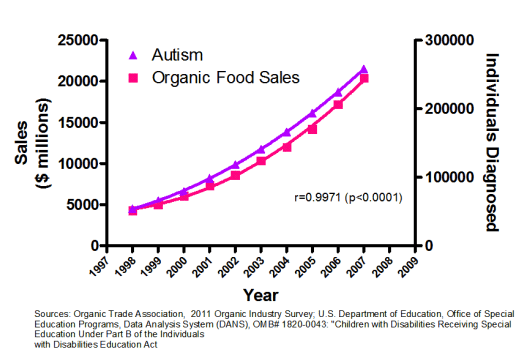 25000
20000
15000
10000
5000
0
Sales
($ millions)
Autism
Organic Food Sales
r=0.9971 (p<0.0001)
300000
200000
100000
0
Individuals Diagnosed
1997
1998
1999
2000
2001
2002
2003
2004
2005
2006
2007
2008
2009
Year
Sources: Organic Trade Association, 2011 Organic Industry Survey; U.S. Department of Education, Office of Special
Education Programs, Data Analysis System (DANS), OMB# 1820-0043: "Children with Disabilities Receiving Special
Education Under Part B of the Individuals
with Disabilities Education Act